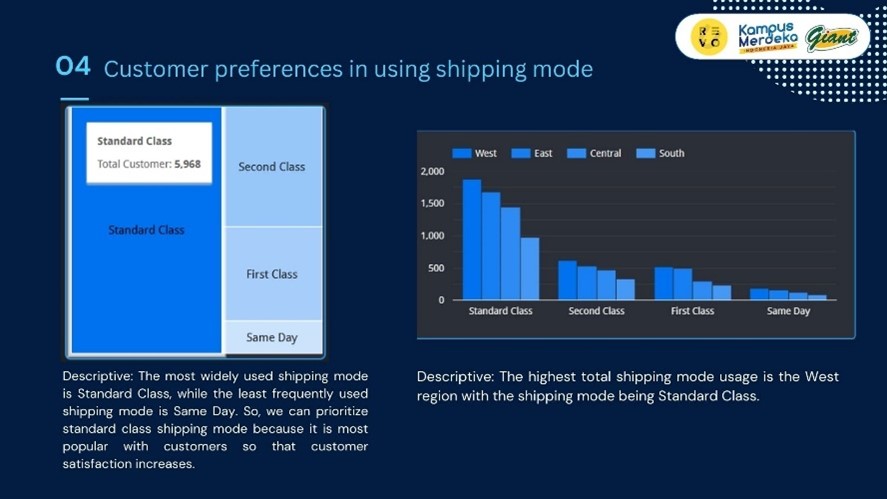 REVO
Kampus
Merdeka
INDONESIA JAYA
Giant
04 Customer preferences in using shipping mode
Standard Class
Total Customer: 5,968
Standard Class
Second Class
First Class
Same Day
West East Central South
2,000
1,500
1,000
500
0
Standard Class Second Class First Class Same Day
Descriptive: The most widely used shipping mode
is Standard Class, while the least frequently used
shipping mode is Same Day. So, we can prioritize
standard class shipping mode because it is most
popular with customers so that customer
satisfaction increases.
Descriptive: The highest total shipping mode usage is the West
region with the shipping mode being Standard Class.